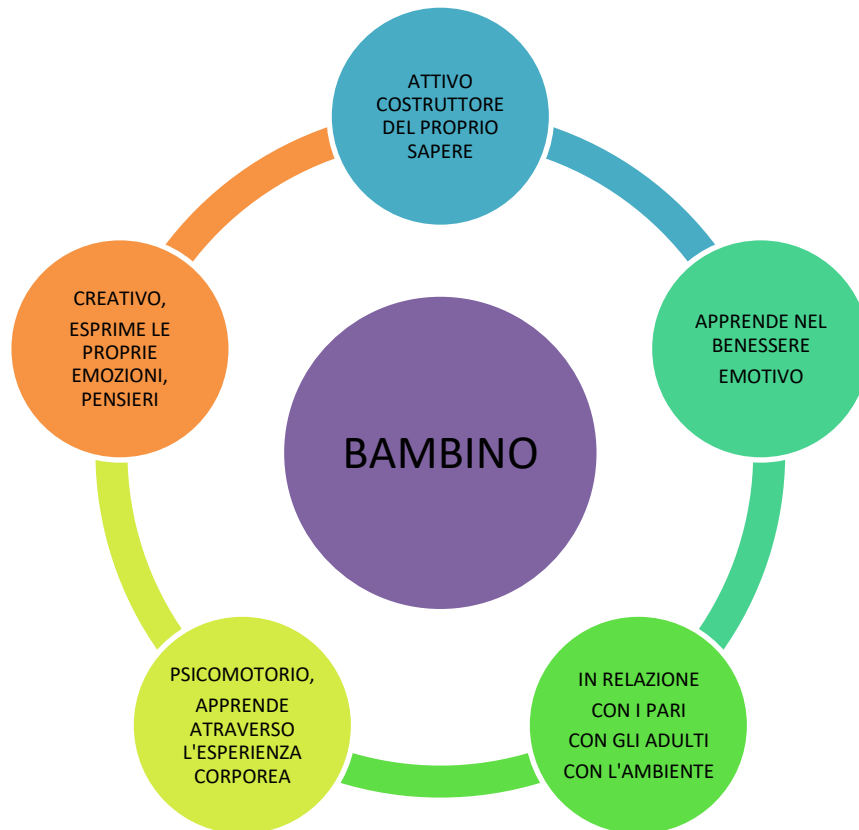 ATTIVO
COSTRUTTORE
DEL PROPRIO
SAPERE
APPRENDE NEL
BENESSERE
EMOTIVO
IN RELAZIONE
CON I PARI
CON GLI ADULTI
CON L'AMBIENTE
PSICOMOTORIO,
APPRENDE
ATRAVERSO
L'ESPERIENZA
CORPOREA
CREATIVO,
ESPRIME LE
PROPRIE
EMOZIONI,
PENSIERI
BAMBINO